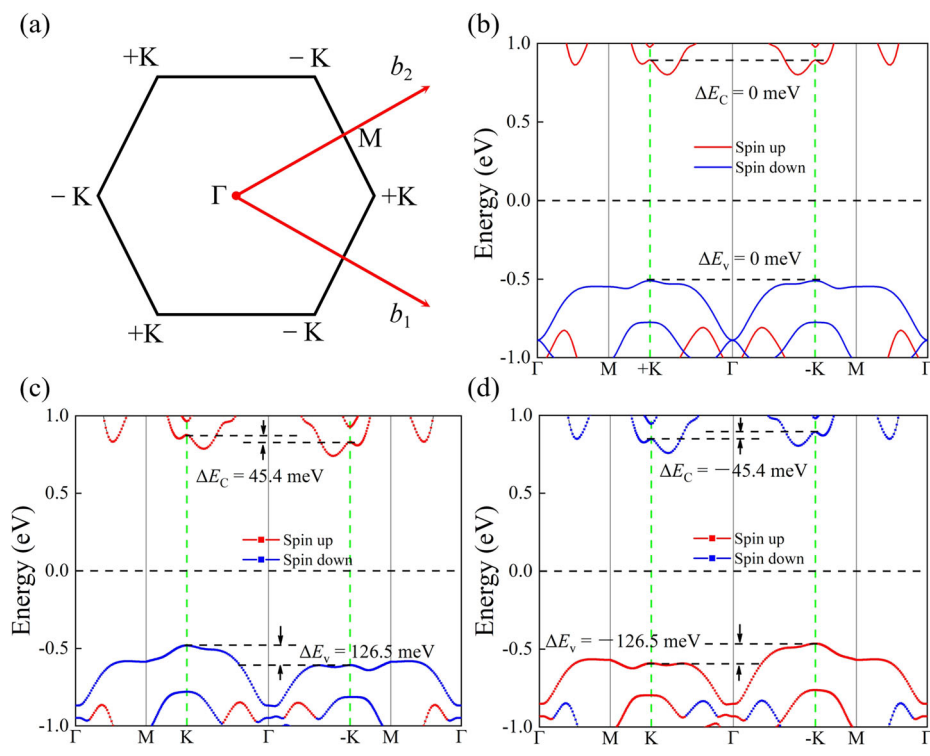 (a)
+K
− K
b2
M
− K
Γ
+K
b1
+K
− K
(b)
Energy (eV)
1.0
0.5
0.0
-0.5
-1.0
ΔEC = 0 meV
Spin up
Spin down
ΔEv = 0 meV
Γ M +K Γ -K M Γ
(c)
Energy (eV)
1.0
0.5
0.0
-0.5
-1.0
ΔEC = 45.4 meV
Spin up
Spin down
ΔEv = 126.5 meV
Γ M K Γ -K M Γ
(d)
Energy (eV)
1.0
0.5
0.0
-0.5
-1.0
ΔEC = −45.4 meV
Spin up
Spin down
ΔEv = −126.5 meV
Γ M K Γ -K M Γ